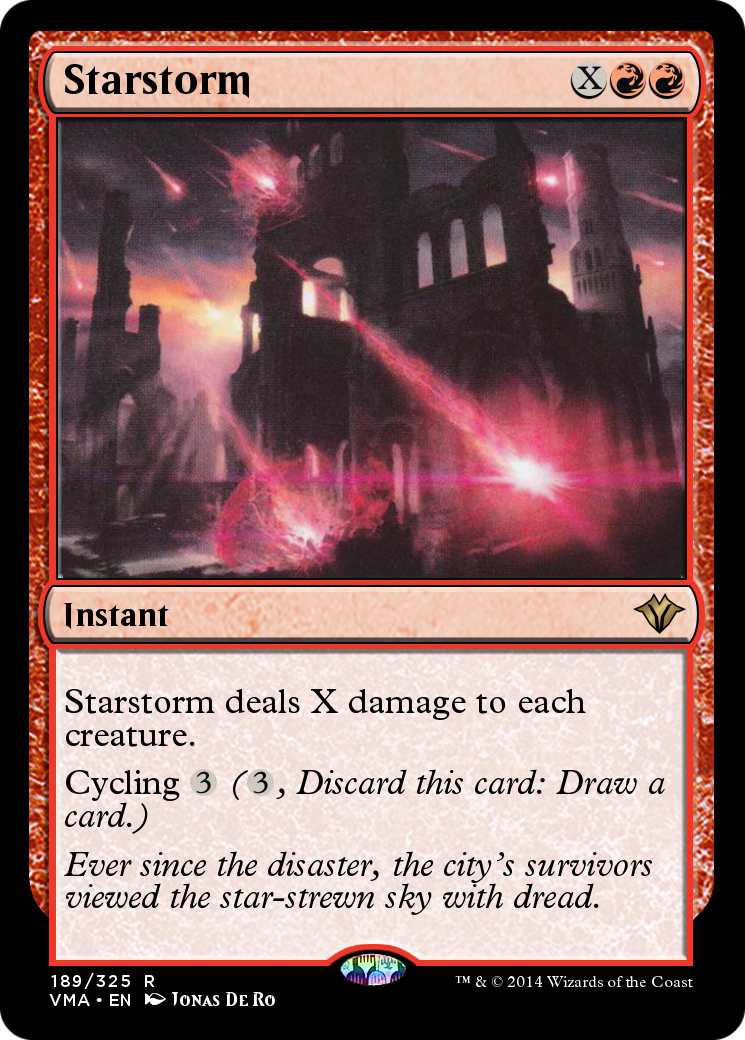 Starstorm X
Instant
Starstorm deals X damage to each
creature.
Cycling 3 (3, Discard this card: Draw a
card.)
Ever since the disaster, the city's survivors
viewed the star-strewn sky with dread.
189/325 R
VMA • EN Jonas De Ro
™ & © 2014 Wizards of the Coast